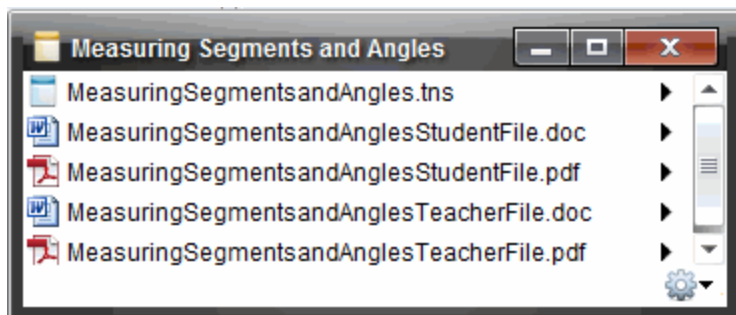 Measuring Segments and Angles
MeasuringSegmentsandAngles.tns
MeasuringSegmentsandAnglesStudentFile.doc
MeasuringSegmentsandAnglesStudentFile.pdf
MeasuringSegmentsandAnglesTeacherFile.doc
MeasuringSegmentsandAnglesTeacherFile.pdf